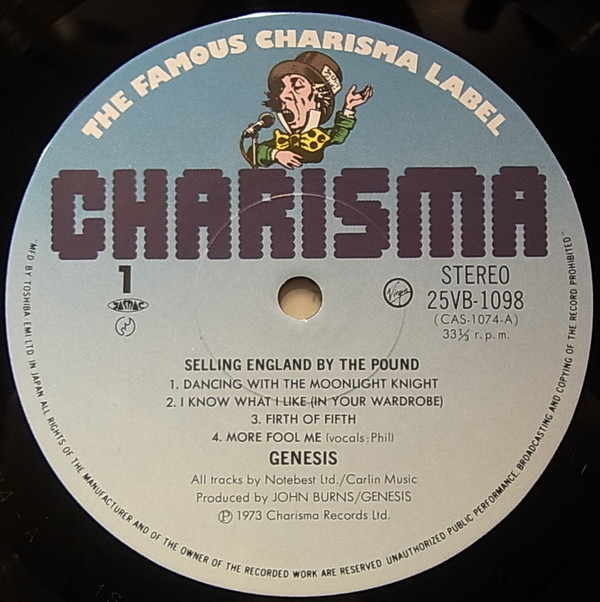 THE FAMOUS CHARISMA LABEL
CHARISMA
1
JASRAC
Virgin
STEREO
25VB-1098
(CAS-1074-A)
33⅓ r.p.m.
SELLING ENGLAND BY THE POUND
1. DANCING WITH THE MOONLIGHT KNIGHT
2. I KNOW WHAT I LIKE (IN YOUR WARDROBE)
3. FIRTH OF FIFTH
4. MORE FOOL ME (vocals:Phil)
GENESIS
All tracks by Notebest Ltd./Carlin Music
Produced by JOHN BURNS/GENESIS
Ⓟ 1973 Charisma Records Ltd.
"MFD BY TOSHIBA EMI LTD IN JAPAN ALL RIGHTS OF THE MANUFACTURER AND OF THE OWNER OF THE RECORDED WORK ARE RESERVED UNAUTHORIZED PUBLIC PERFORMANCE, BROADCASTING AND COPYING OF THE RECORD PROHIBITED"